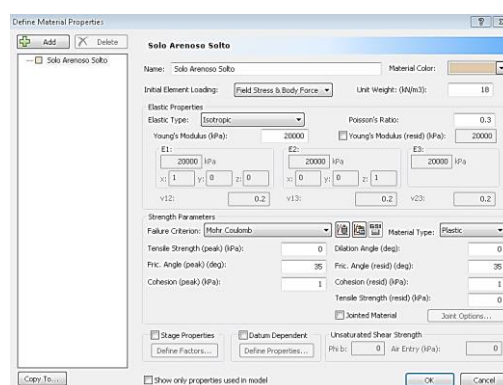 Define Material Properties
Add Delete
Solo Arenoso Solto
Solo Arenoso Solto
Name: Solo Arenoso Solto Material Color:
Initial Element Loading: Field Stress & Body Force Unit Weight: (kN/m3): 18
Elastic Properties
Elastic Type: Isotropic Poisson's Ratio: 0.3
Young's Modulus (kPa): 20000 Young's Modulus (resid) (kPa): 20000
E1: E2: E3:
20000 kPa 20000 kPa 20000 kPa
x: 1 y: 0 z: 0 x: 0 y: 0 z: 1
v12: 0.2 v13: 0.2 v23: 0.2
Strength Parameters
Failure Criterion: Mohr Coulomb GSI Material Type: Plastic
Tensile Strength (peak) (kPa): 0 Dilation Angle (deg): 0
Fric. Angle (peak) (deg): 35 Fric. Angle (resid) (deg): 35
Cohesion (peak) (kPa): 1 Cohesion (resid) (kPa): 1
Tensile Strength (resid) (kPa): 0
Jointed Material Joint Options...
Stage Properties Datum Dependent Unsaturated Shear Strength
Define Factors... Define Properties... Phi b: 0 Air Entry (kPa): 0
Copy To... Show only properties used in model OK Cancel